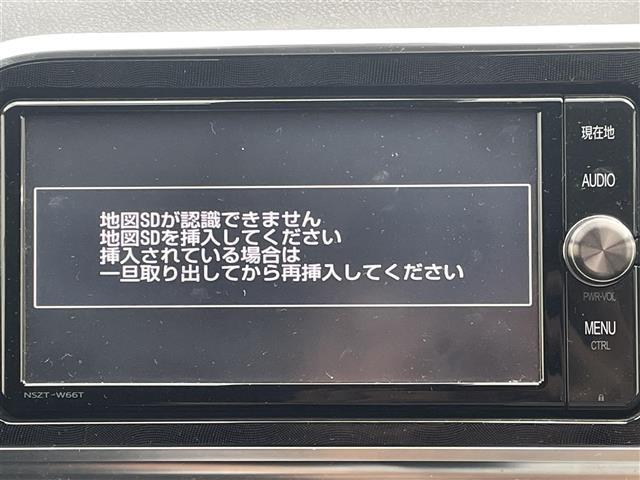 地図SDが認識できません
地図SDを挿入してください
挿入されている場合は
一旦取り出してから再挿入してください
現在地
AUDIO
PWR-VOL
MENU
CTRL
NSZT-W66T